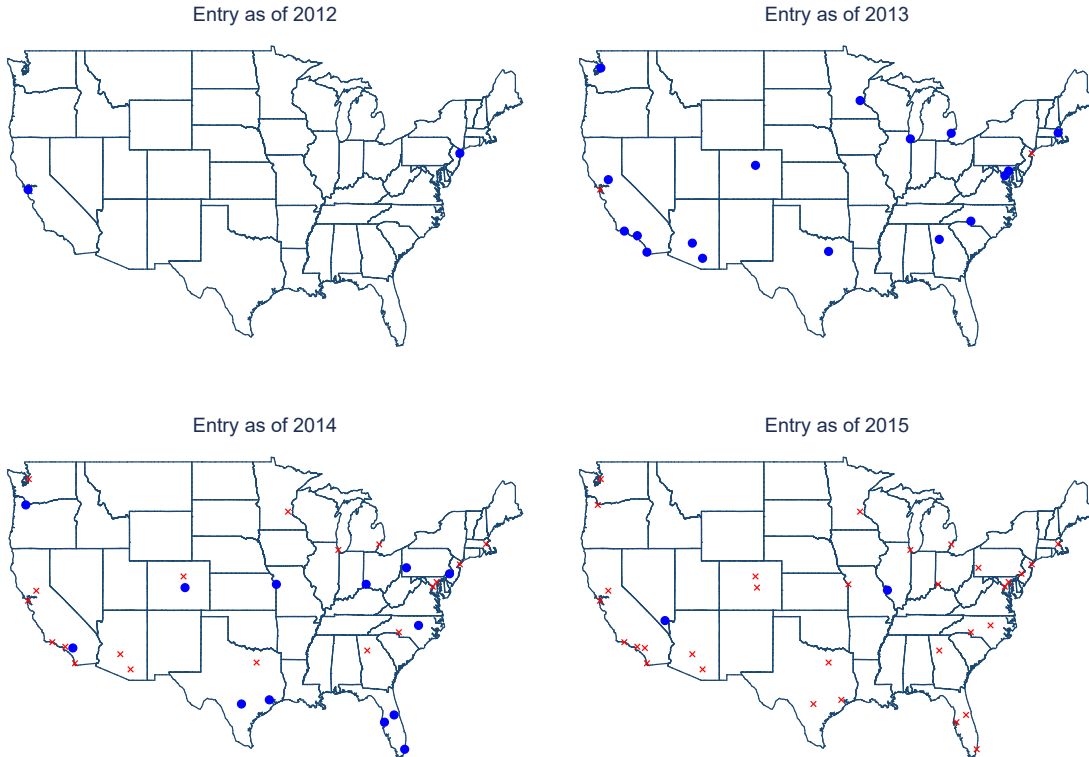 Entry as of 2012
Entry as of 2013
Entry as of 2014
Entry as of 2015